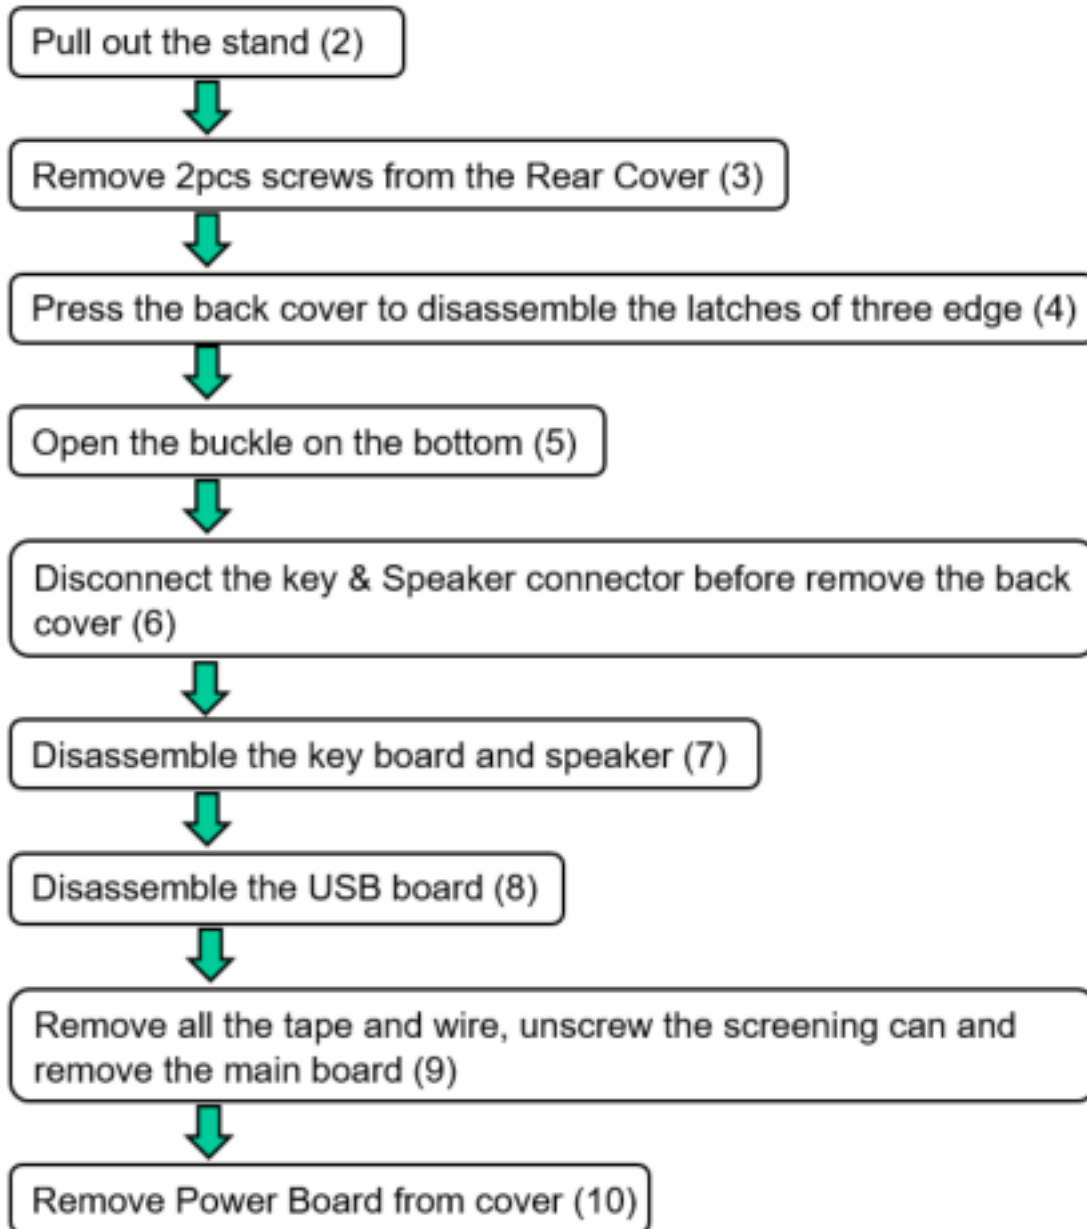 Pull out the stand (2)
Remove 2pcs screws from the Rear Cover (3)
Press the back cover to disassemble the latches of three edge (4)
Open the buckle on the bottom (5)
Disconnect the key & Speaker connector before remove the back
cover (6)
Disassemble the key board and speaker (7)
Disassemble the USB board (8)
Remove all the tape and wire, unscrew the screening can and
remove the main board (9)
Remove Power Board from cover (10)